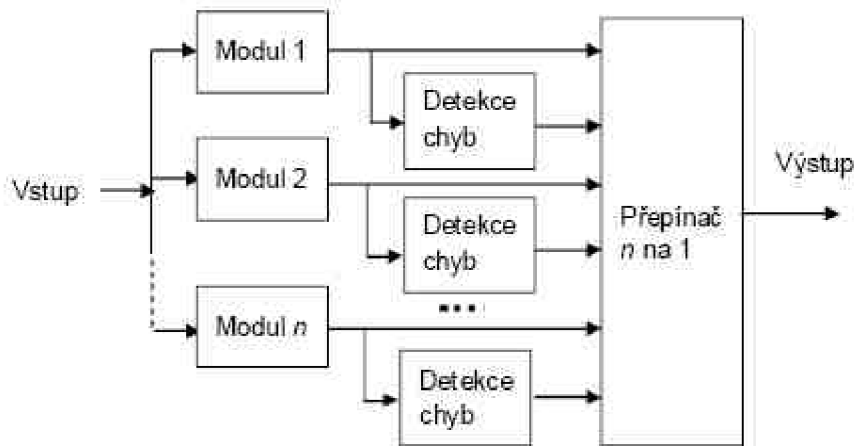 Modul 1
Detekce
chyb
Vstup
Modul 2
Detekce
chyb
Výstup
Přepínač
n na 1
Modul n
Detekce
chyb